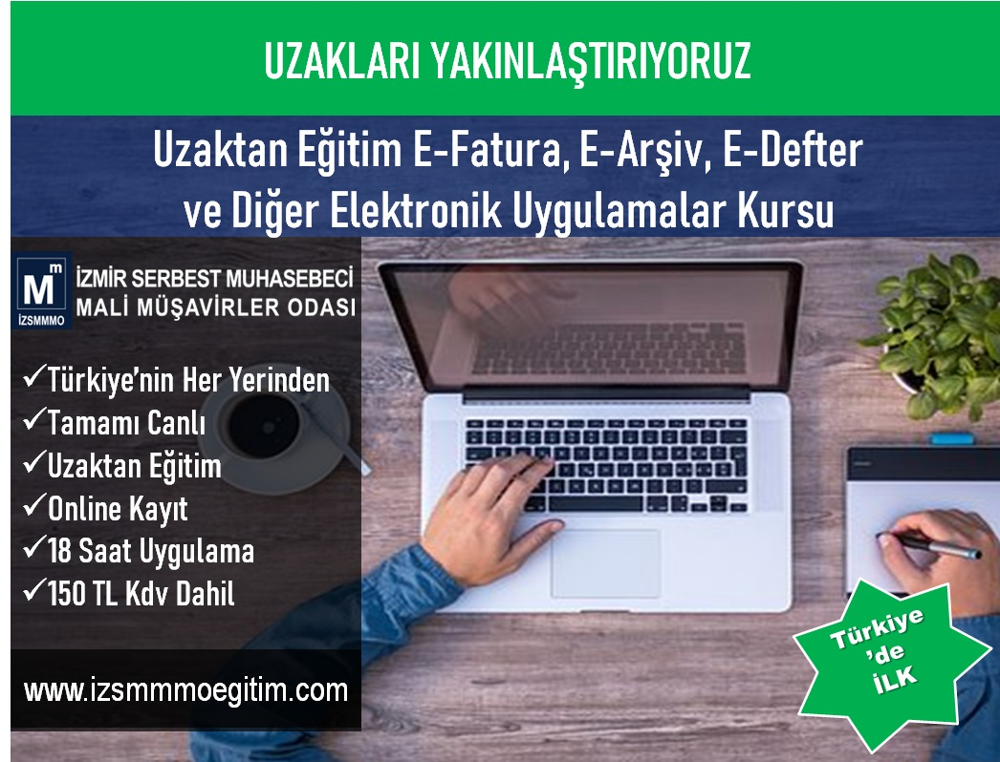 UZAKLARI YAKINLAŞTIRIYORUZ
Uzaktan Eğitim E-Fatura, E-Arşiv, E-Defter
ve Diğer Elektronik Uygulamalar Kursu
Mm
İZSMMMO
İZMİR SERBEST MUHASEBECİ
MALİ MÜŞAVİRLER ODASI
✓Türkiye'nin Her Yerinden
✓Tamamı Canlı
✓Uzaktan Eğitim
✓Online Kayıt
✓18 Saat Uygulama
✓150 TL Kdv Dahil
www.izsmmmoegitim.com
Türkiye
'de
İLK